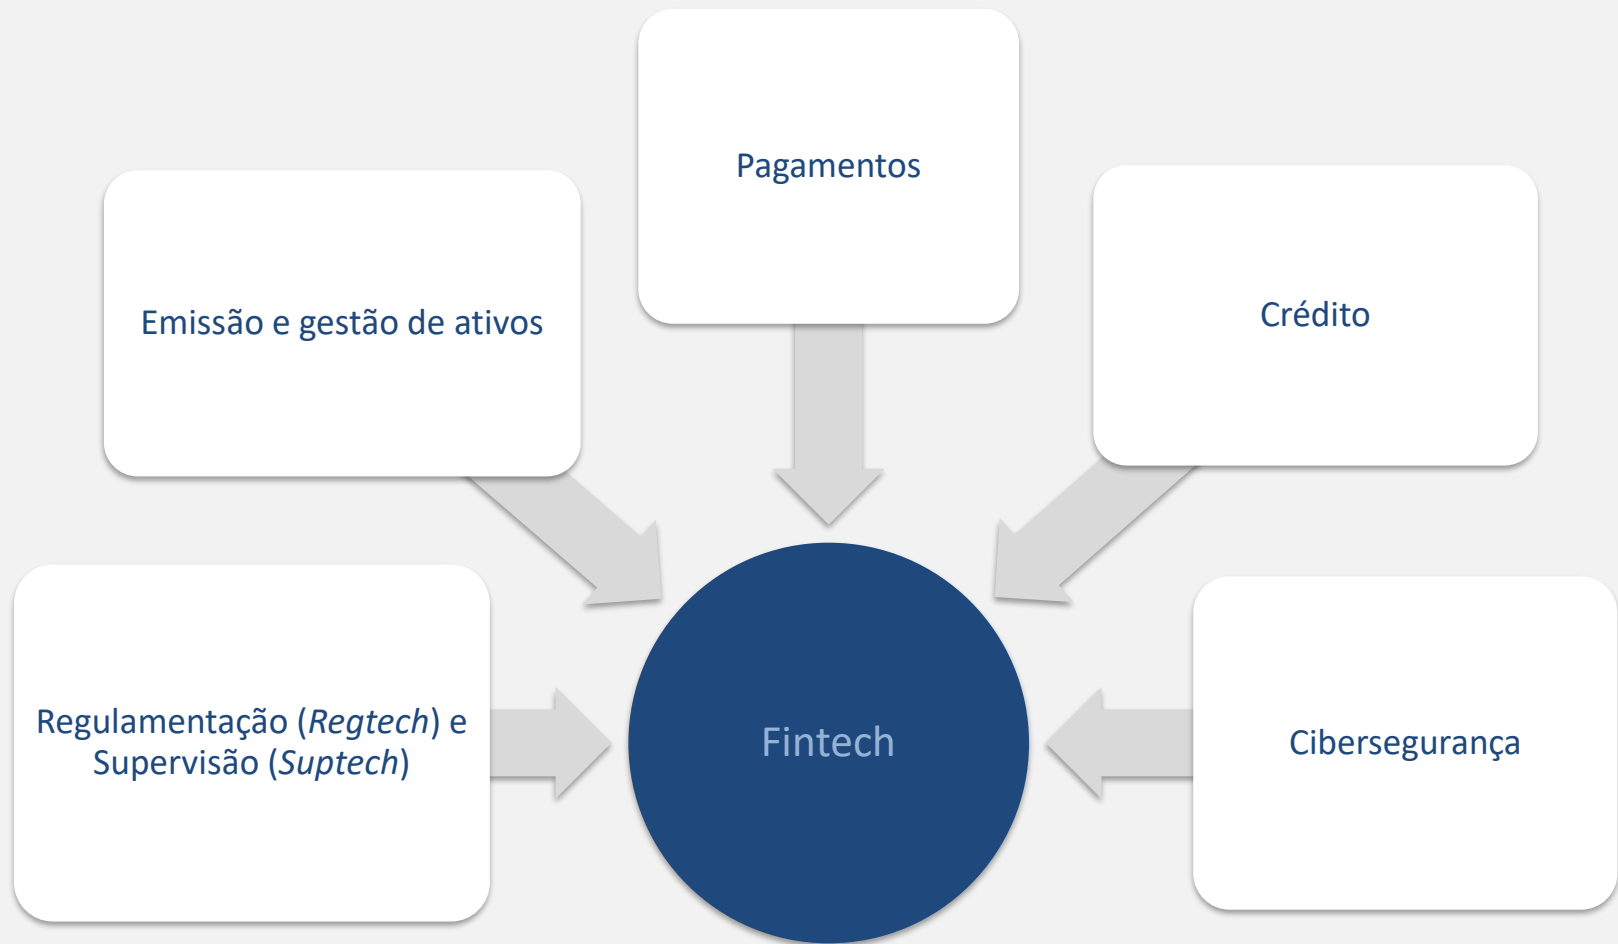 Pagamentos
Emissão e gestão de ativos
Crédito
Regulamentação (Regtech) e
Supervisão (Suptech)
Fintech
Cibersegurança